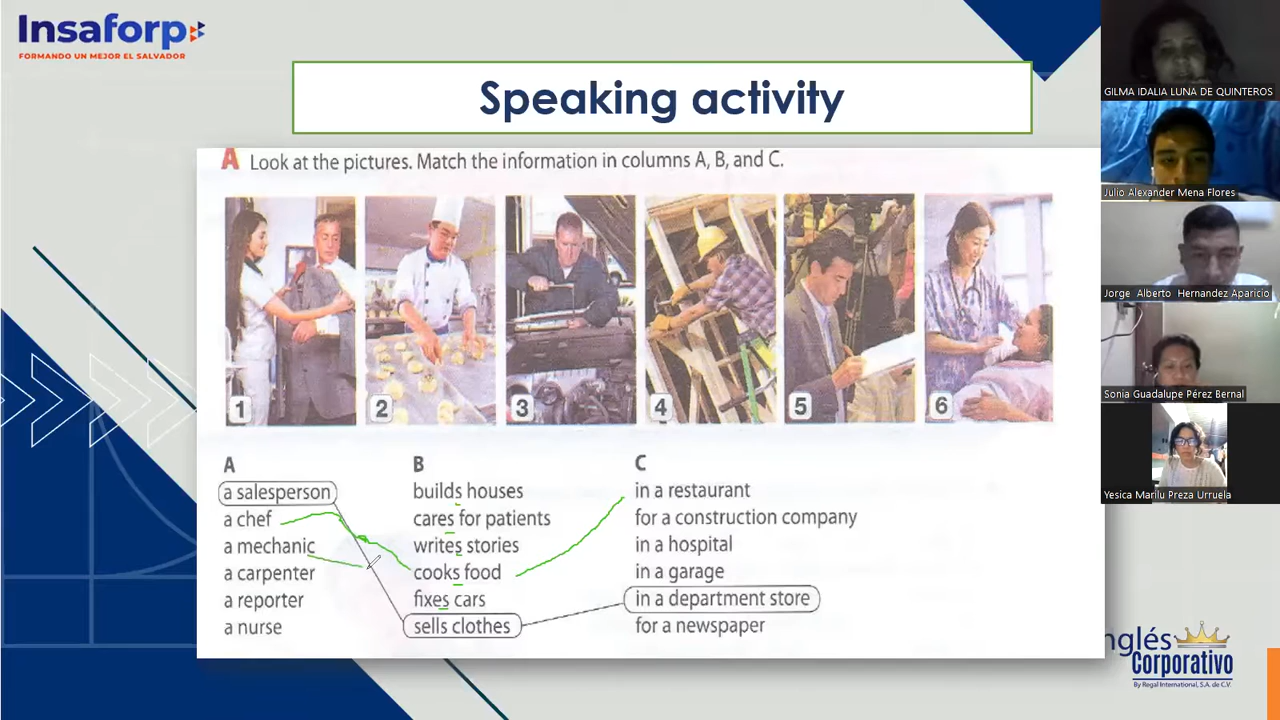 Insaforp
FORMANDO UN MEJOR EL SALVADOR
Speaking activity
A Look at the pictures. Match the information in columns A, B, and C.
1
2
3
4
5
6
A
a salesperson
a chef
a mechanic
a carpenter
a reporter
a nurse
B
builds houses
cares for patients
writes stories
cooks food
fixes cars
sells clothes
C
in a restaurant
for a construction company
in a hospital
in a garage
in a department store
for a newspaper
GILMA IDALIA LUNA DE QUINTEROS
Julio Alexander Mena Flores
Jorge Alberto Hernandez Aparicio
Sonia Guadalupe Pérez Bernal
Yesica Marilu Preza Urruela
nglés
Corporativo
By Regal International, S.A. de C.V.